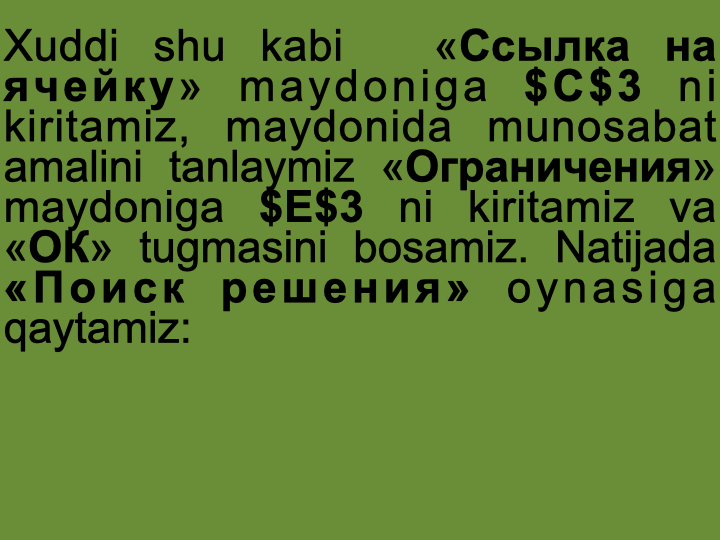 Xuddi shu kabi «Ссылка на
ячейку» maydoniga $C$3 ni
kiritamiz, maydonida munosabat
amalini tanlaymiz «Ограничения»
maydoniga $E$3 ni kiritamiz va
«ОК» tugmasini bosamiz. Natijada
«Поиск решения» oynasiga
qaytamiz: